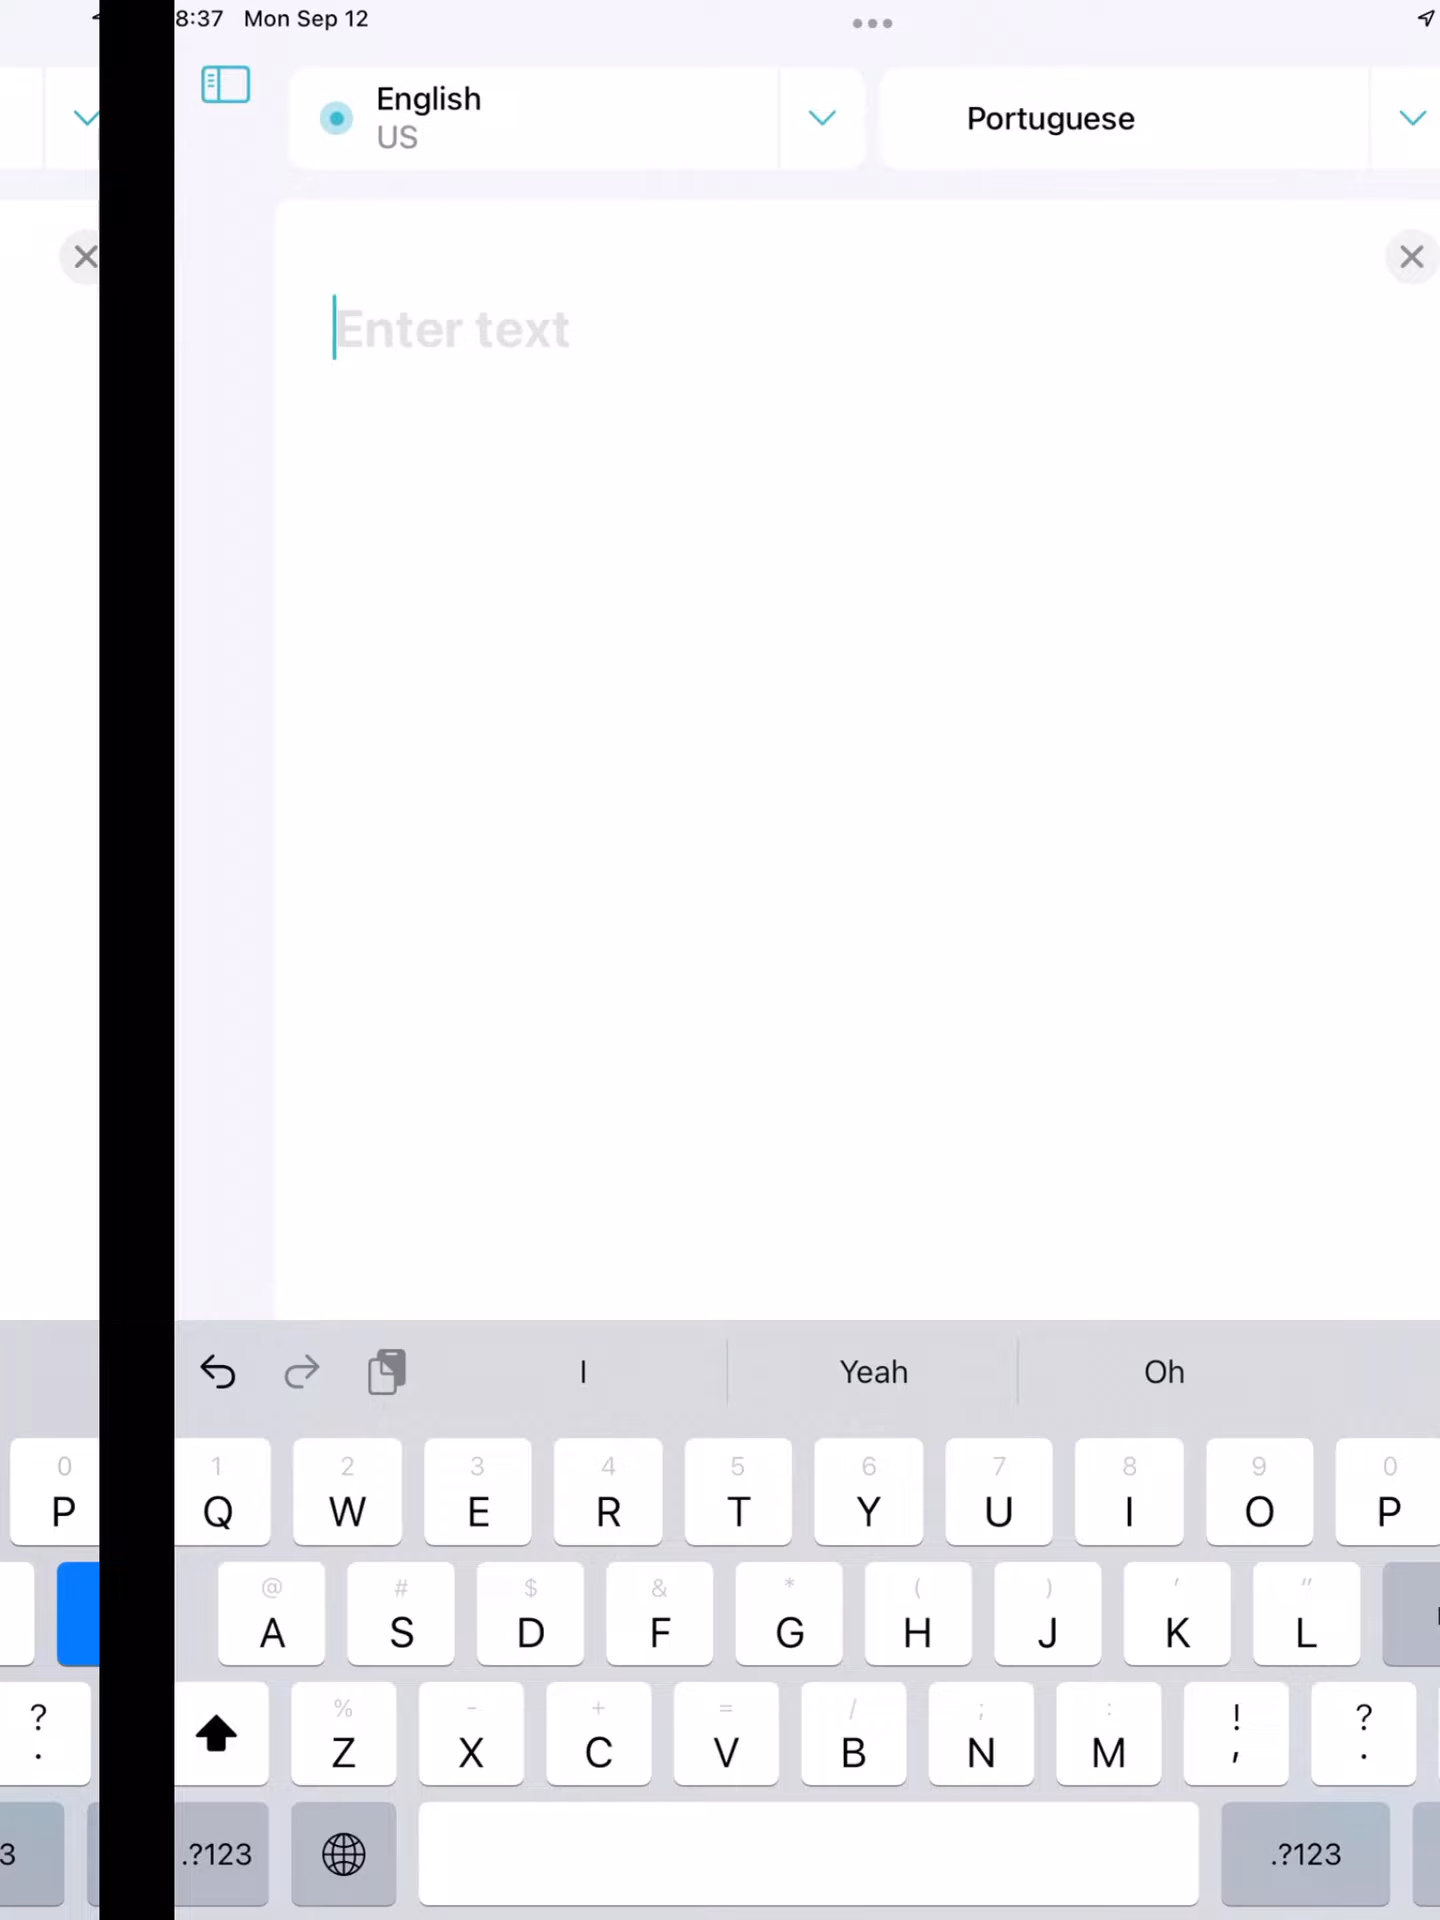 8:37 Mon Sep 12
English
US
Portuguese
Enter text
I Yeah Oh
0 1 2 3 4 5 6 7 8 9 0
P Q W E R T Y U I O P
@ # $ & * ( ) ' "
A S D F G H J K L
% - + = / ; : ! ?
? Z X C V B N M , .
.
3 .?123 .?123